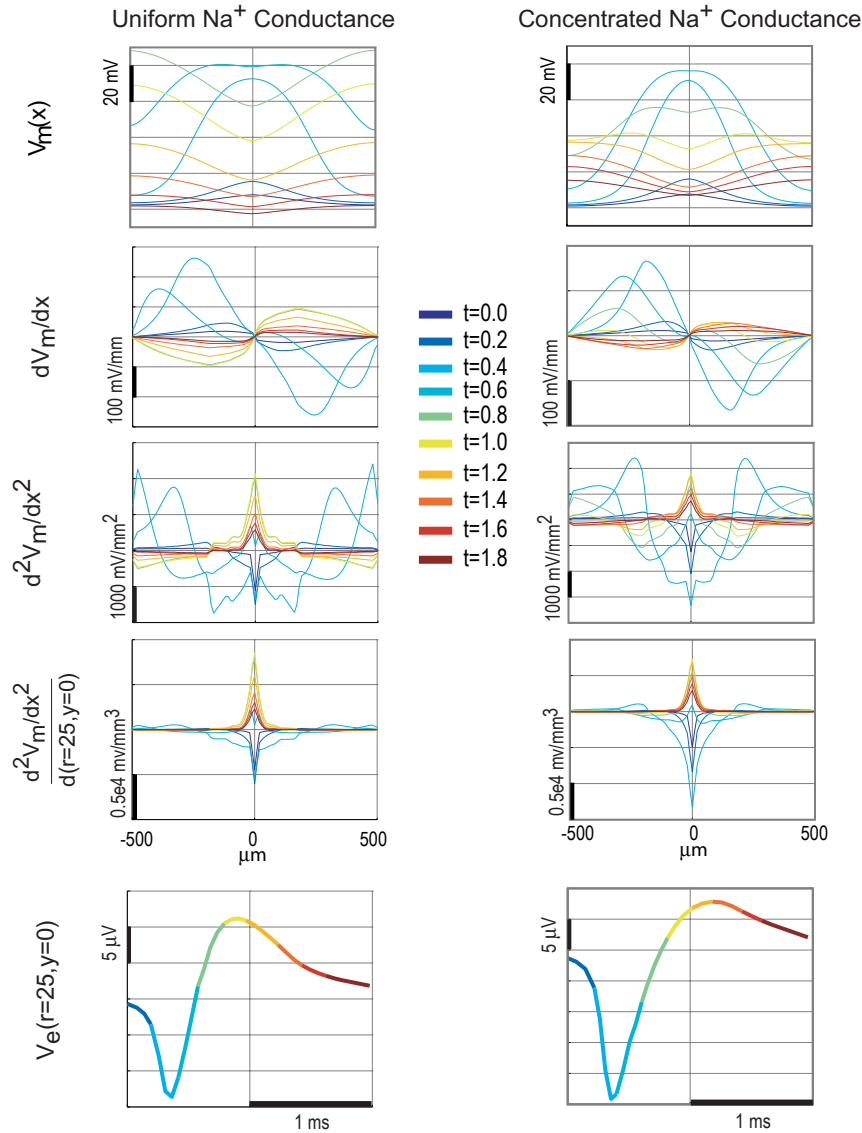 Uniform Na+ Conductance
Concentrated Na+ Conductance
Vm(x)
20 mV
20 mV
dVm/dx
100 mV/mm
100 mV/mm
t=0.0
t=0.2
t=0.4
t=0.6
t=0.8
t=1.0
t=1.2
t=1.4
t=1.6
t=1.8
d2Vm/dx2
1000 mV/mm2
1000 mV/mm2
d2Vm/dx2
d(r=25,y=0)
0.5e4 mv/mm3
0.5e4 mv/mm3
-500 0 500
μm
-500 0 500
μm
Ve(r=25,y=0)
5 μV
5 μV
1 ms
1 ms